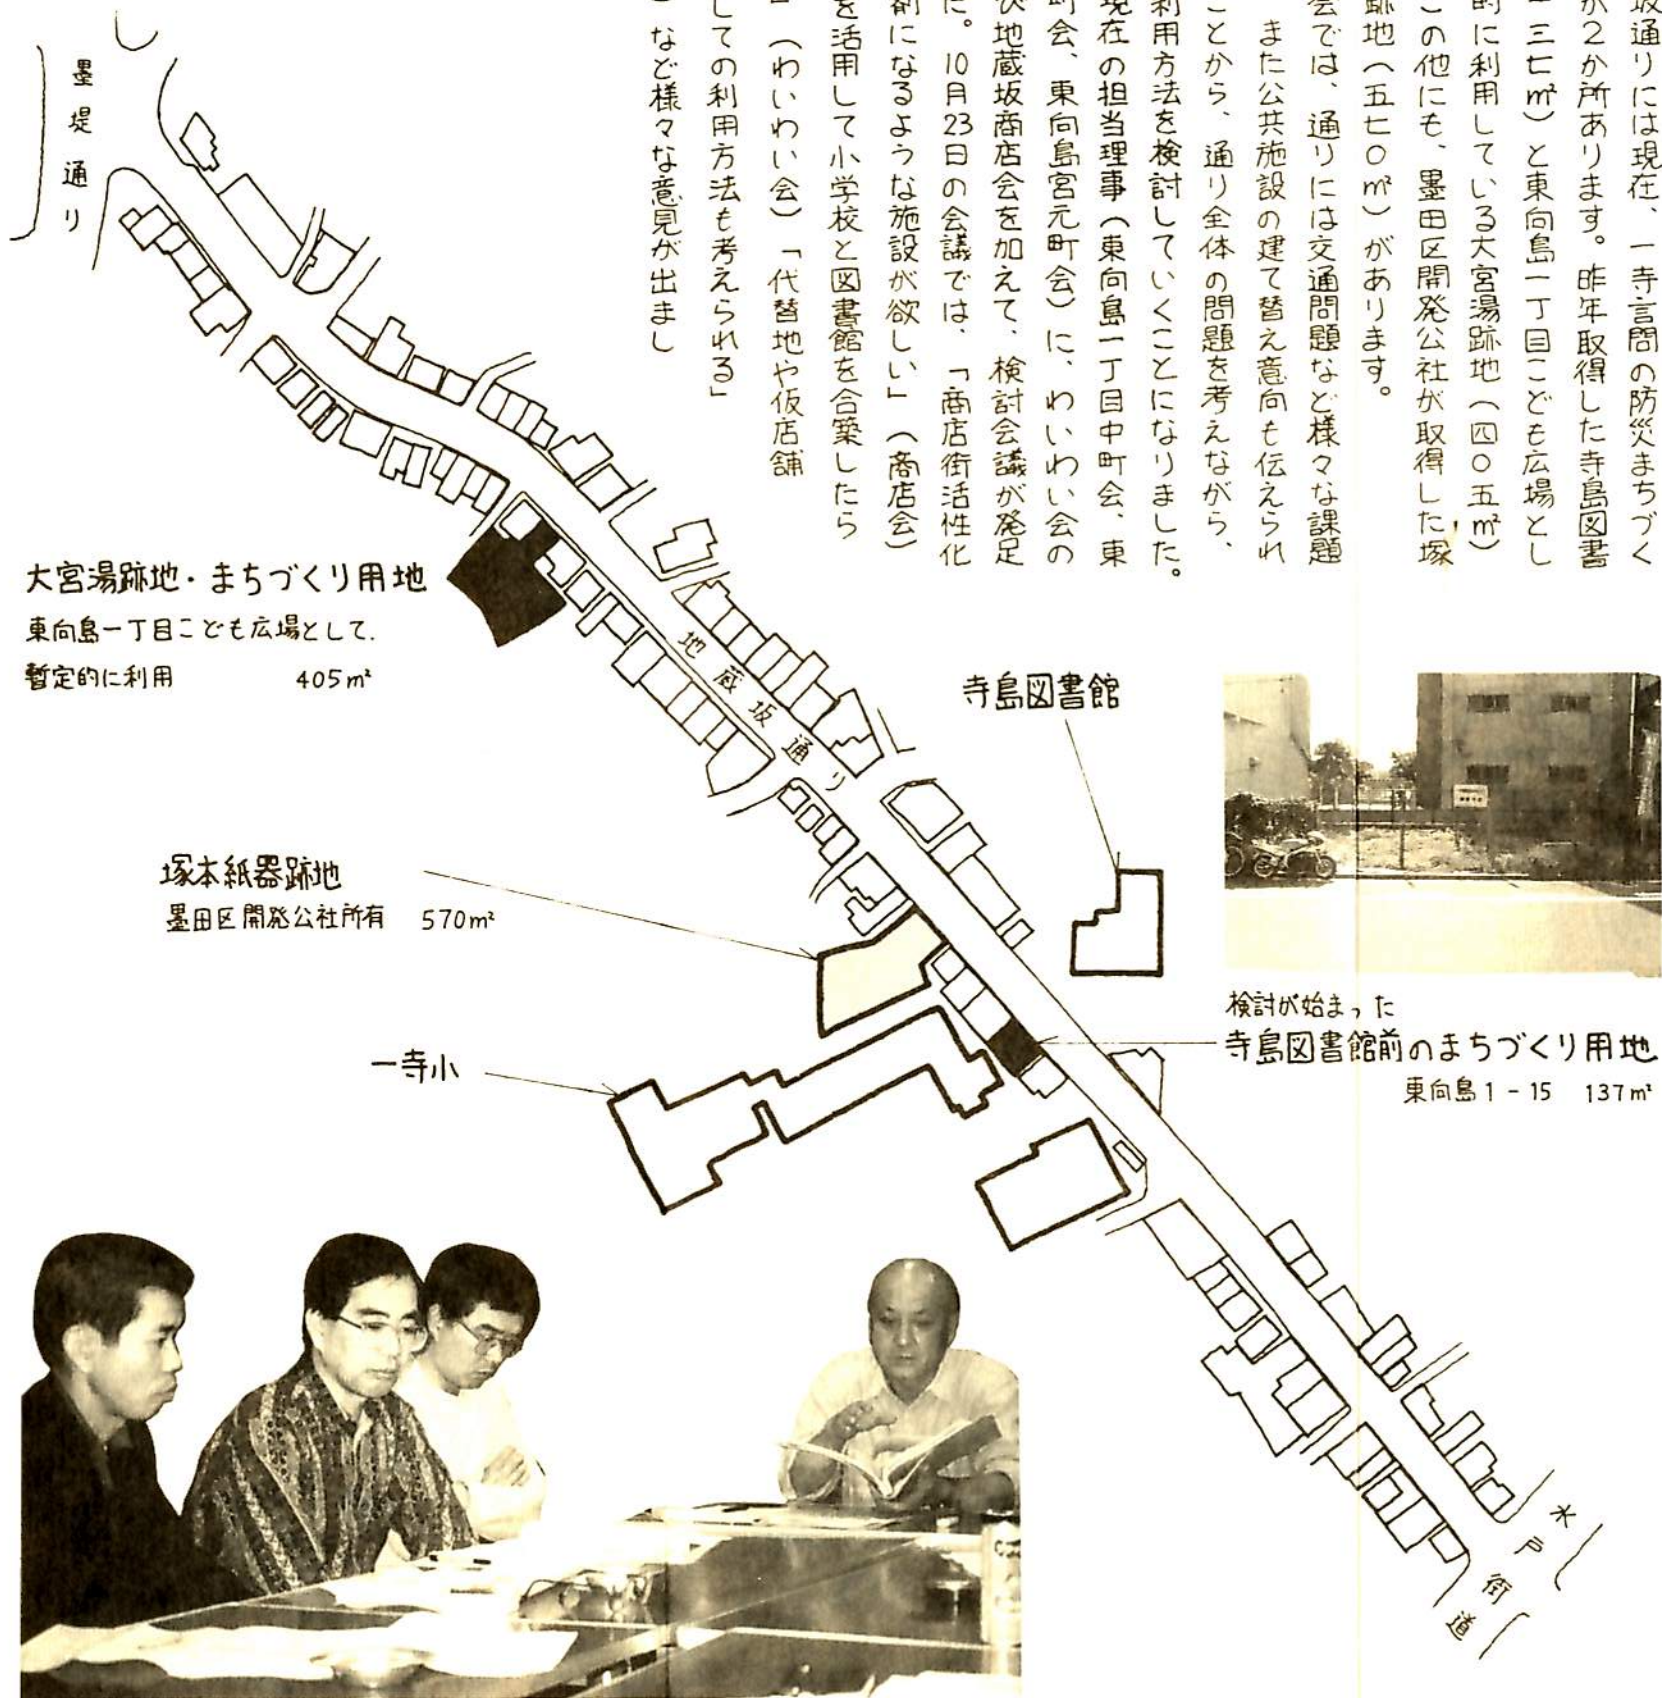 坂通りには現在、一寺言問の防災まちづく
が2か所あります。昨年取得した寺島図書
一三七㎡)と東向島一丁目こども広場とし
的に利用している大宮湯跡地(四〇五㎡)
この他にも、墨田区開発公社が取得した塚
跡地(五七〇㎡)があります。
会では、通りには交通問題など様々な課題
また公共施設の建て替え意向も伝えられ
ことから、通り全体の問題を考えながら、
利用方法を検討していくことになりました。
現在の担当理事(東向島一丁目中町会、東
町会、東向島宮元町会)に、わいわい会の
び地蔵坂商店会を加えて、検討会議が発足
た。10月23日の会議では、「商店街活性化
剤になるような施設が欲しい」(商店会)
を活用して小学校と図書館を合築したら
」(わいわい会)「代替地や仮店舗
しての利用方法も考えられる」
)など様々な意見が出まし
墨堤通り
大宮湯跡地・まちづくり用地
東向島一丁目こども広場として、
暫定的に利用 405㎡
地蔵坂通り
寺島図書館
塚本紙器跡地
墨田区開発公社所有 570㎡
検討が始まった
寺島図書館前のまちづくり用地
東向島1-15 137㎡
一寺小
水戸街道